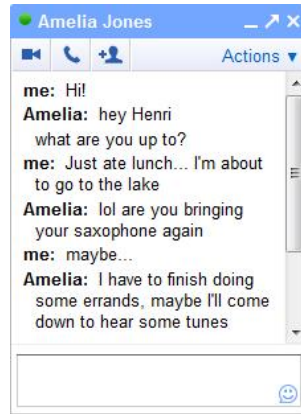 Amelia Jones
Actions
me: Hi!
Amelia: hey Henri
what are you up to?
me: Just ate lunch... I'm about
to go to the lake
Amelia: lol are you bringing
your saxophone again
me: maybe...
Amelia: I have to finish doing
some errands, maybe I'll come
down to hear some tunes